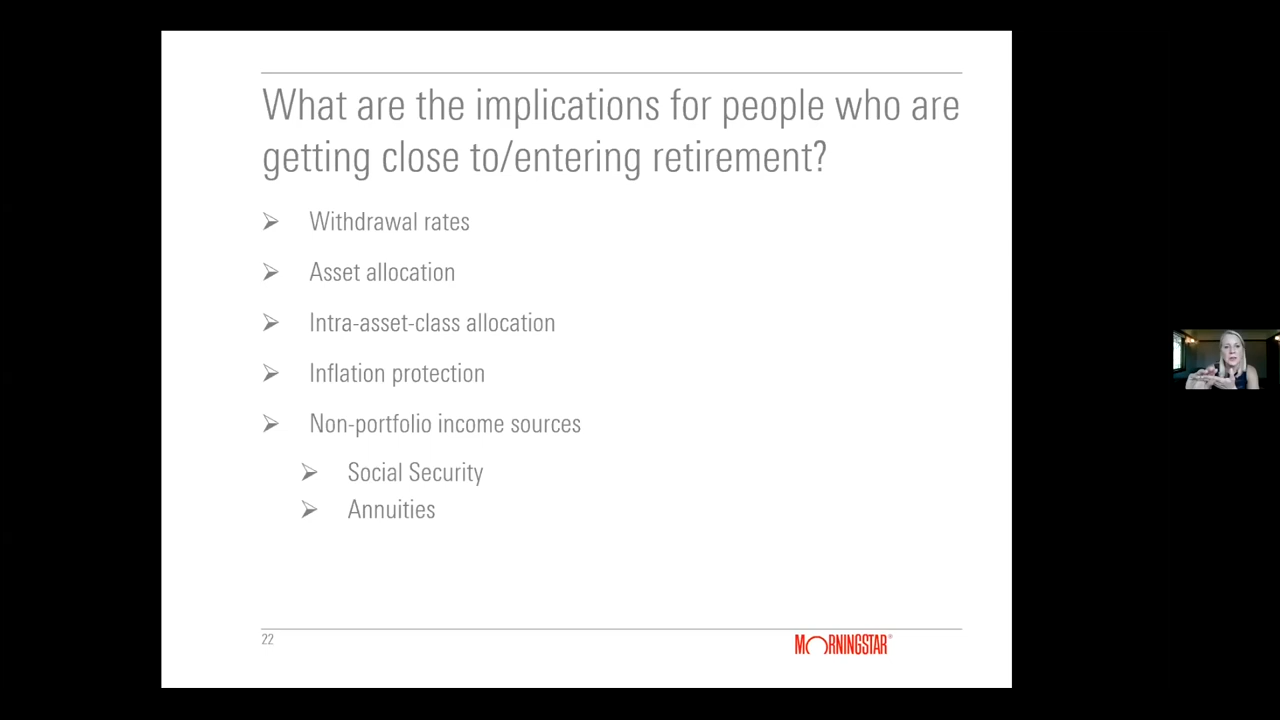 What are the implications for people who are
getting close to/entering retirement?
Withdrawal rates
Asset allocation
Intra-asset-class allocation
Inflation protection
Non-portfolio income sources
Social Security
Annuities
22
MORNINGSTAR®